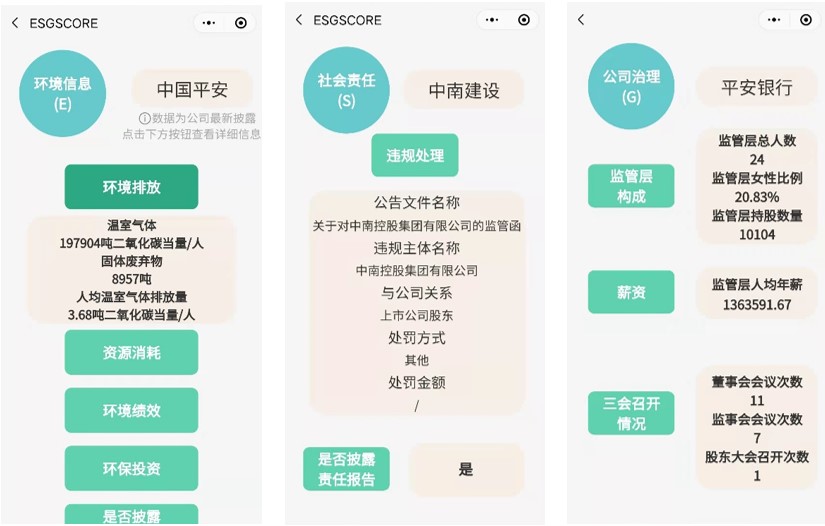 ESGSCORE
环境信息
(E)
中国平安
ⓘ数据为公司最新披露
点击下方按钮查看详细信息
环境排放
温室气体
197904吨二氧化碳当量/人
固体废弃物
8957吨
人均温室气体排放量
3.68吨二氧化碳当量/人
资源消耗
环境绩效
环保投资
是否披露
ESGSCORE
社会责任
(S)
中南建设
违规处理
公告文件名称
关于对中南控股集团有限公司的监管函
违规主体名称
中南控股集团有限公司
与公司关系
上市公司股东
处罚方式
其他
处罚金额
/
是否披露
责任报告
是
公司治理
(G)
平安银行
监管层
构成
监管层总人数
24
监管层女性比例
20.83%
监管层持股数量
10104
薪资
监管层人均年薪
1363591.67
三会召开
情况
董事会会议次数
11
监事会会议次数
7
股东大会召开次数
1